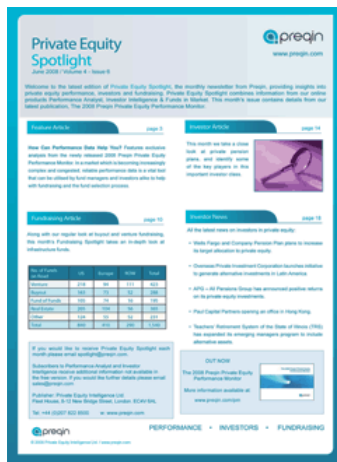 Private Equity
Spotlight
June 2008 / Volume 4 - Issue 6
preqin
www.preqin.com
Welcome to the latest edition of Private Equity Spotlight, the monthly newsletter from Preqin, providing insights into
private equity performance, investors and fundraising. Private Equity Spotlight combines information from our online
products Performance Analyst, Investor Intelligence & Funds in Market. This month's issue contains details from our
latest publication, The 2008 Preqin Private Equity Performance Monitor.
Feature Article page 3
How Can Performance Data Help You? Features exclusive
analysis from the newly released 2008 Preqin Private Equity
Performance Monitor. In a market which is becoming increasingly
complex and congested, reliable performance data is a vital tool
that can be utilised by fund managers and investors alike to help
with fundraising and the fund selection process.
Investor Article page 14
This month we take a close
look at private pension
plans, and identify some
of the key players in this
important investor class.
Fundraising Article page 10
Along with our regular look at buyout and venture fundraising,
this month's Fundraising Spotlight takes an in-depth look at
infrastructure funds.
No. of Funds
on Road US Europe ROW Total
Venture 218 94 111 423
Buyout
Fund of Funds
Real Estate
Other
Total
Investor News page 18
All the latest news on investors in private equity:
• Wells Fargo and Company Pension Plan plans to increase
its target allocation to private equity.
• Overseas Private Investment Corporation launches initiative
to generate alternative investments in Latin America
• APG – All Pensions Group has announced positive returns
on its private equity investments.
• Paul Capital Partners opening an office in Hong Kong.
• Teachers' Retirement System of the State of Illinois (TRS)
has expanded its emerging managers program to include
alternative assets.
If you would like to receive Private Equity Spotlight each
month please email spotlight@preqin.com.
Subscribers to Performance Analyst and Investor
Intelligence receive additional information not available in
the free version. If you would like further details please email
sales@preqin.com
Publisher: Private Equity Intelligence Ltd.
Fleet House, 8-12 New Bridge Street, London. EC4V 6AL
w: www.preqin.com
OUT NOW
The 2008 Preqin Private Equity
Performance Monitor
More information available at:
preqin
PERFORMANCE • INVESTORS • FUNDRAISING
© 2008 Private Equity Intelligence Ltd. / www.preqin.com